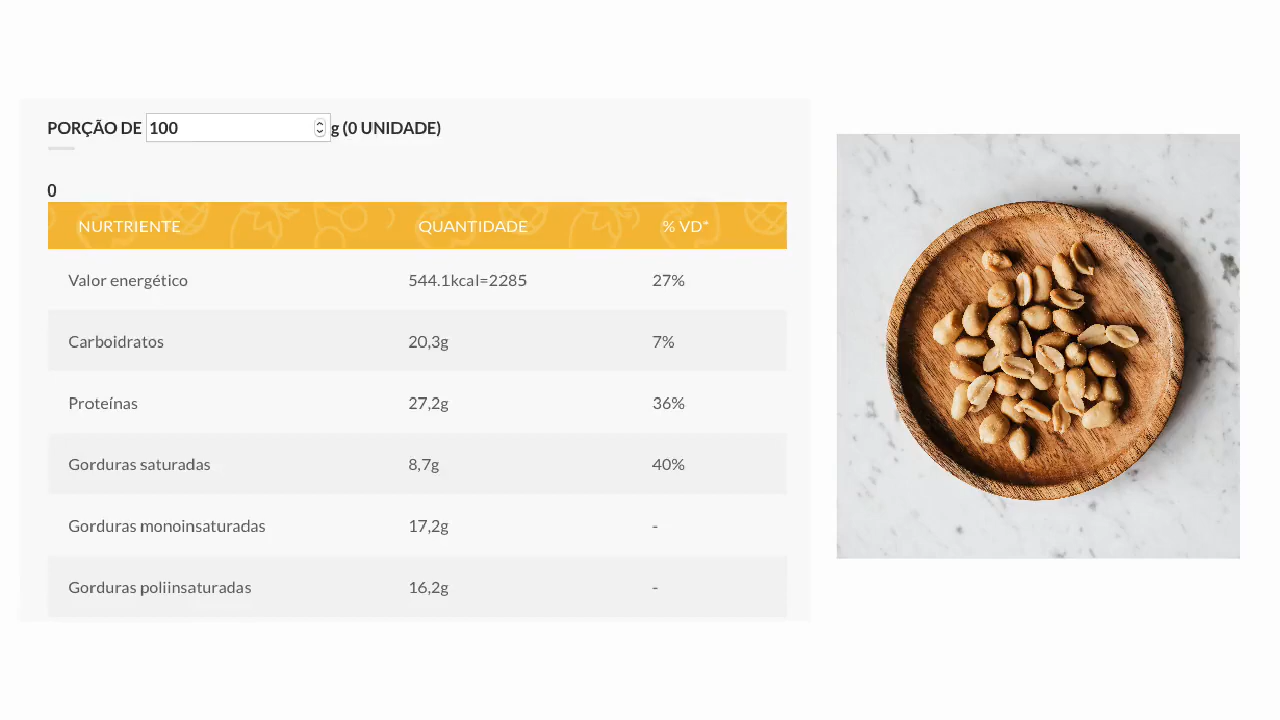 PORÇÃO DE 100 g (0 UNIDADE)
0
NURTRIENTE QUANTIDADE % VD*
Valor energético 544.1kcal=2285 27%
Carboidratos 20,3g 7%
Proteínas 27,2g 36%
Gorduras saturadas 8,7g 40%
Gorduras monoinsaturadas 17,2g -
Gorduras poliinsaturadas 16,2g -